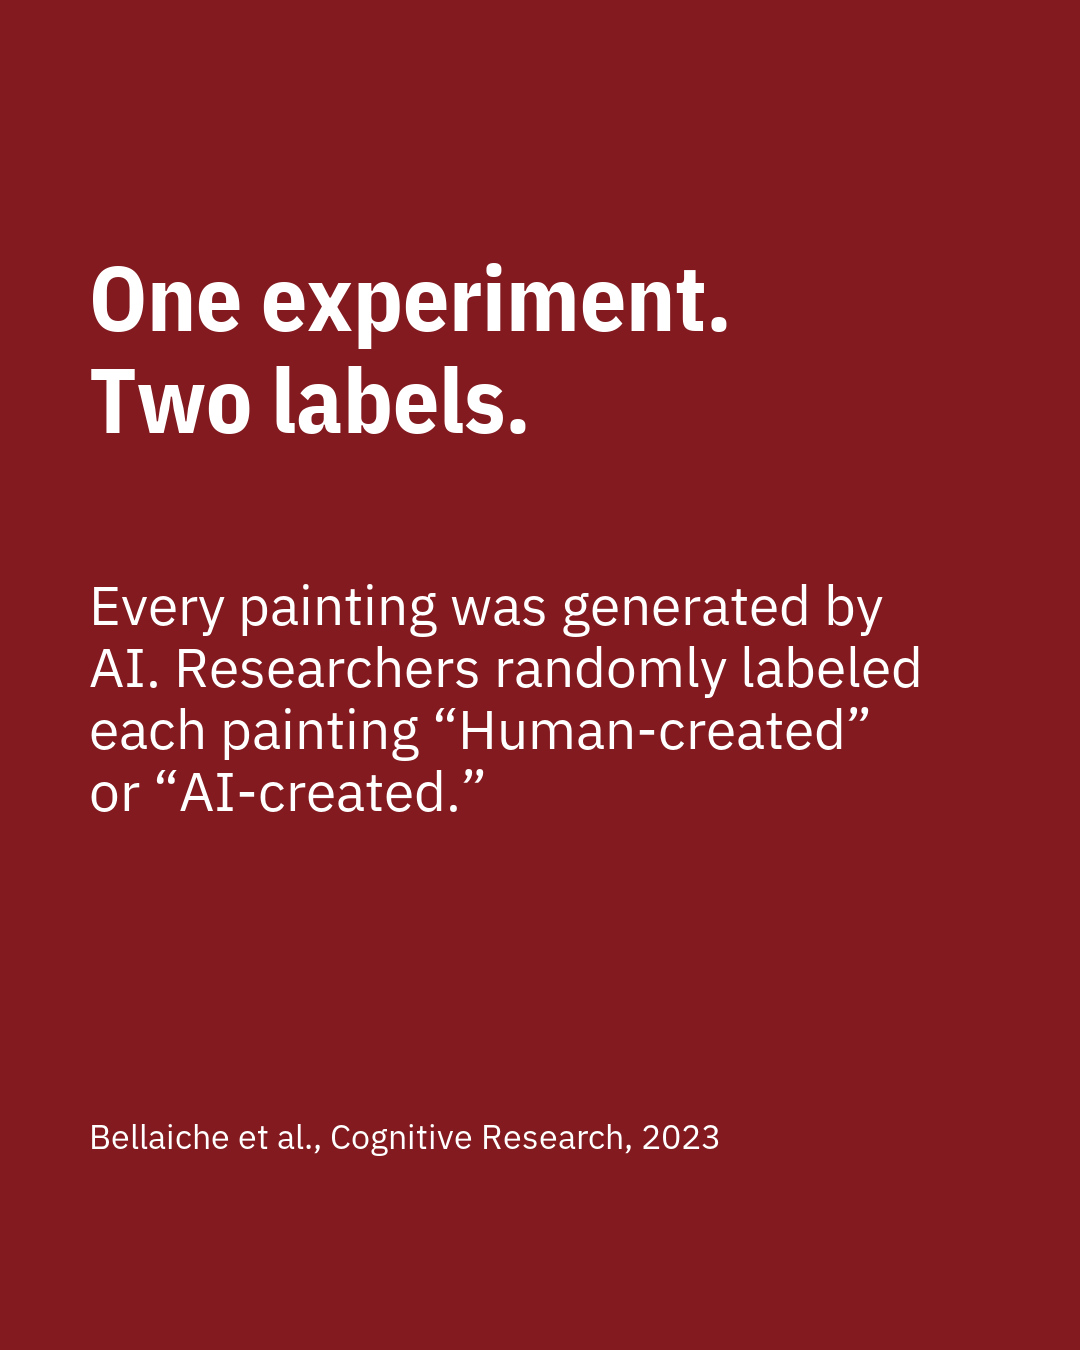 One experiment.
Two labels.
Every painting was generated by
AI. Researchers randomly labeled
each painting “Human-created”
or “AI-created.”
Bellaiche et al., Cognitive Research, 2023